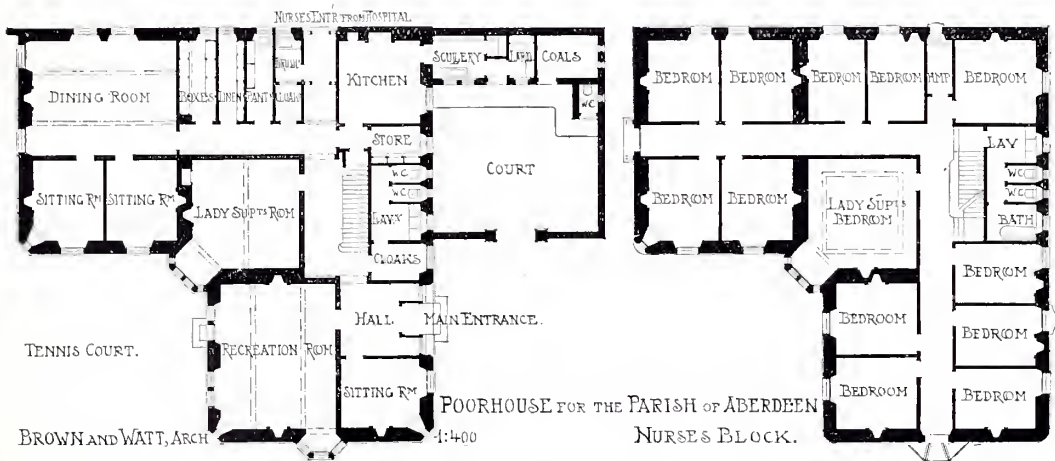 NURSES ENTR FROM HOSPITAL
DINING ROOM
BOXES
LINEN
PANTY
CLOAKS
KITCHEN
SCULLERY
LARD
COALS
WC
STORE
COURT
SITTING RM
SITTING RM
LADY SUPTS ROOM
WC
WC
LAVY
CLOAKS
HALL
MAIN ENTRANCE.
TENNIS COURT.
RECREATION ROOM
SITTING RM
BROWN AND WATT, ARCH
1:400
POORHOUSE FOR THE PARISH OF ABERDEEN
NURSES BLOCK.
BEDROOM
BEDROOM
BEDROOM
BEDROOM
BEDROOM
BEDROOM
BEDROOM
LADY SUPTS
BEDROOM
LAV
WC
WC
BATH
BEDROOM
BEDROOM
BEDROOM
BEDROOM
BEDROOM